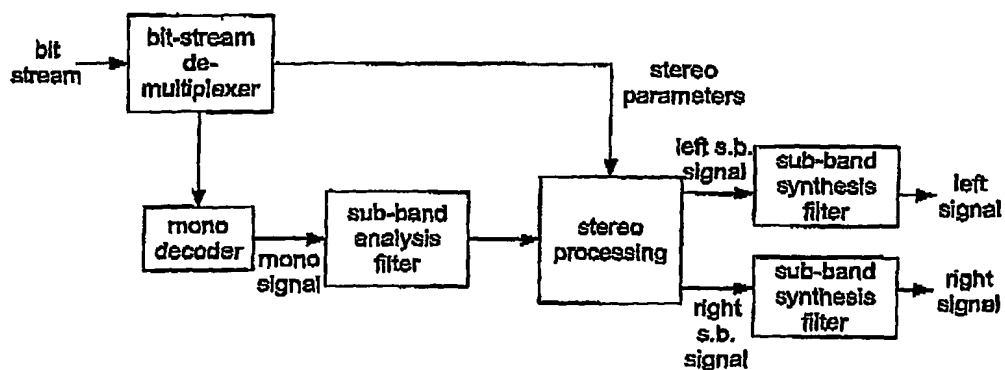 bit
stream
bit-stream
de-
multiplexer
stereo
parameters
mono
decoder
mono
signal
sub-band
analysis
filter
stereo
processing
left s.b.
signal
sub-band
synthesis
filter
left
signal
right
s.b.
signal
sub-band
synthesis
filter
right
signal